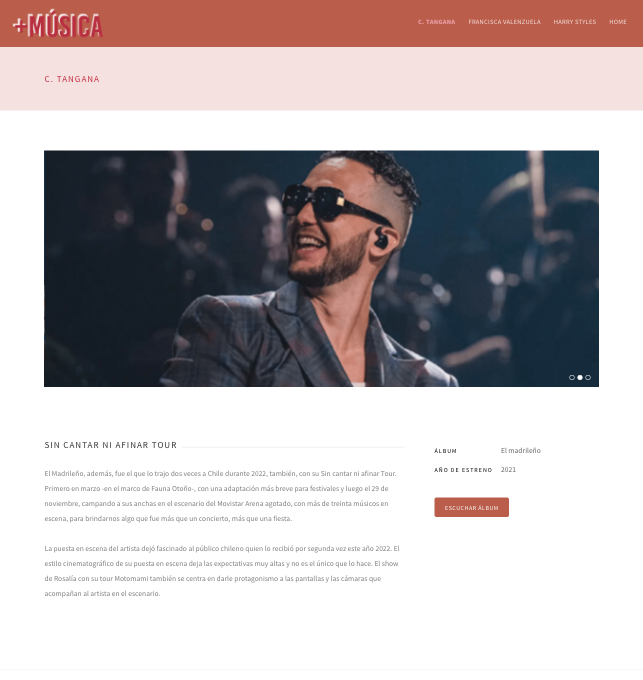 +MÚSICA
C. TANGANA
FRANCISCA VALENZUELA
HARRY STYLES
HOME
C. TANGANA
SIN CANTAR NI AFINAR TOUR
El Madrileño, además, fue el que lo trajo dos veces a Chile durante 2022, también, con su Sin cantar ni afinar Tour.
Primero en marzo -en el marco de Fauna Otoño-, con una adaptación más breve para festivales y luego el 29 de
noviembre, campando a sus anchas en el escenario del Movistar Arena agotado, con más de treinta músicos en
escena, para brindarnos algo que fue más que un concierto, más que una fiesta.
La puesta en escena del artista dejó fascinado al público chileno quien lo recibió por segunda vez este año 2022. El
estilo cinematográfico de su puesta en escena deja las expectativas muy altas y no es el único que lo hace. El show
de Rosalía con su tour Motomami también se centra en darle protagonismo a las pantallas y las cámaras que
acompañan al artista en el escenario.
ÁLBUM
El madrileño
AÑO DE ESTRENO
2021
ESCUCHAR ÁLBUM